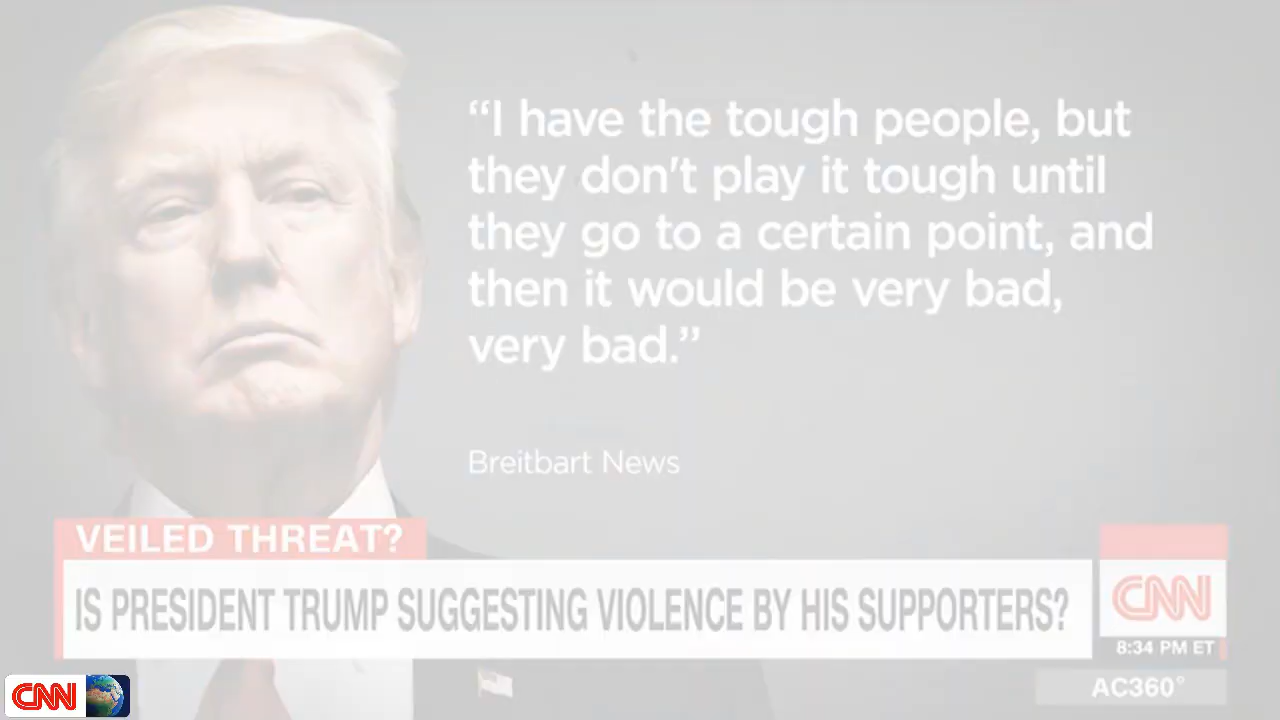 “I have the tough people, but
they don't play it tough until
they go to a certain point, and
then it would be very bad,
very bad.”
Breitbart News
VEILED THREAT?
IS PRESIDENT TRUMP SUGGESTING VIOLENCE BY HIS SUPPORTERS?
CNN
8:34 PM ET
AC360°
CNN